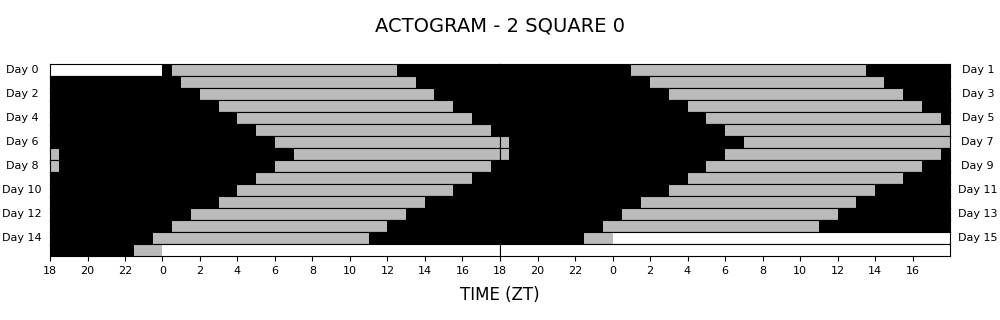 ACTOGRAM - 2 SQUARE 0
Day 0 Day 1
Day 2 Day 3
Day 4 Day 5
Day 6 Day 7
Day 8 Day 9
Day 10 Day 11
Day 12 Day 13
Day 14 Day 15
18 20 22 0 2 4 6 8 10 12 14 16 18 20 22 0 2 4 6 8 10 12 14 16
TIME (ZT)